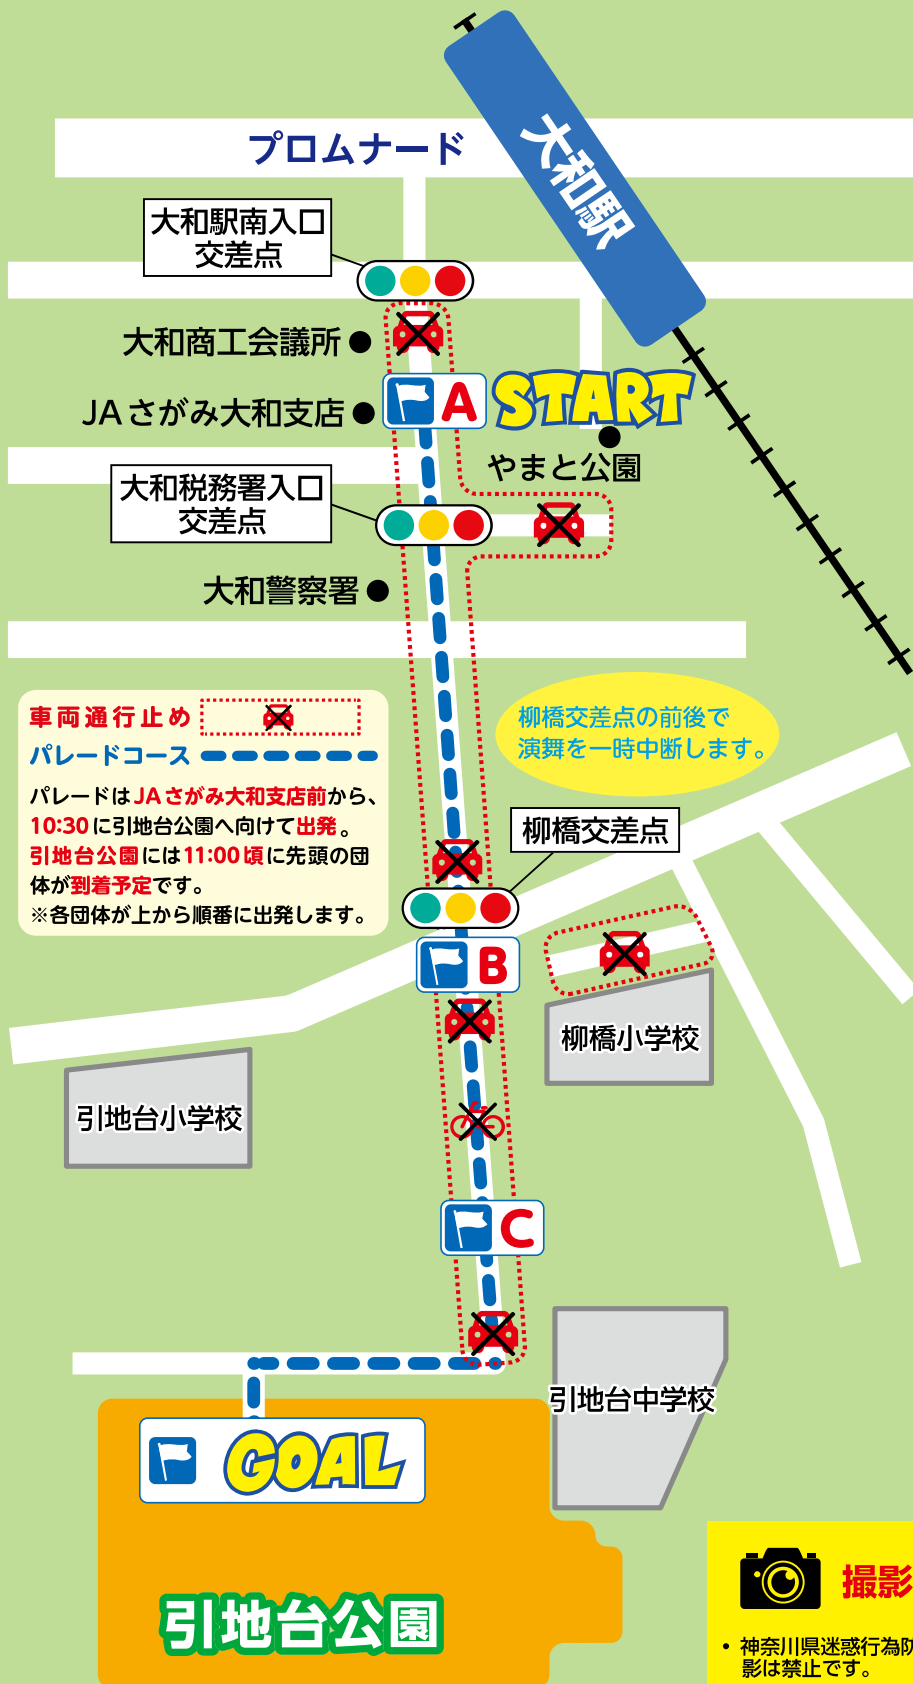 大和駅
プロムナード
大和駅南入口
交差点
大和商工会議所
JAさがみ大和支店
A
START
やまと公園
大和税務署入口
交差点
大和警察署
車両通行止め
パレードコース
パレードはJAさがみ大和支店前から、
10:30に引地台公園へ向けて出発。
引地台公園には11:00頃に先頭の団
体が到着予定です。
※各団体が上から順番に出発します。
柳橋交差点の前後で
演舞を一時中断します。
柳橋交差点
B
柳橋小学校
引地台小学校
C
引地台中学校
GOAL
引地台公園
撮影
・神奈川県迷惑行為防
影は禁止です。